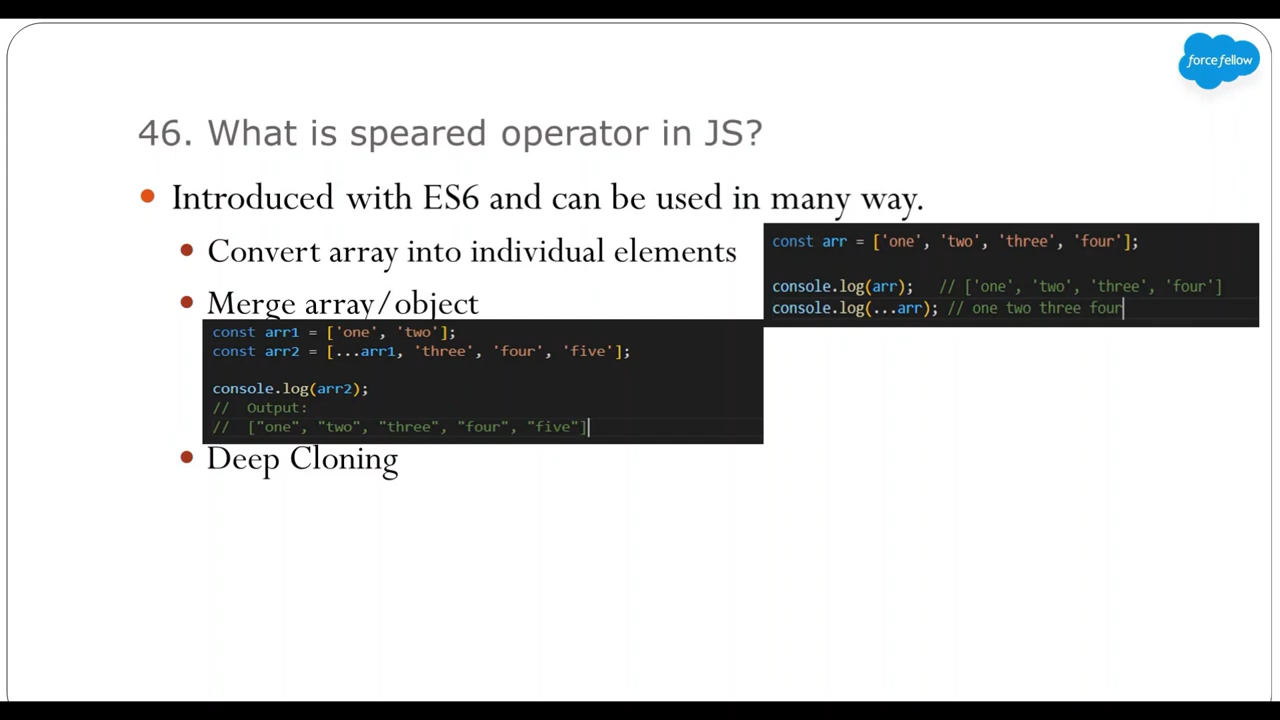 force fellow
46. What is speared operator in JS?
Introduced with ES6 and can be used in many way.
Convert array into individual elements
const arr = ['one', 'two', 'three', 'four'];
console.log(arr); // ['one', 'two', 'three', 'four']
console.log(...arr); // one two three four
Merge array/object
const arr1 = ['one', 'two'];
const arr2 = [...arr1, 'three', 'four', 'five'];
console.log(arr2);
// Output:
// ["one", "two", "three", "four", "five"]
Deep Cloning